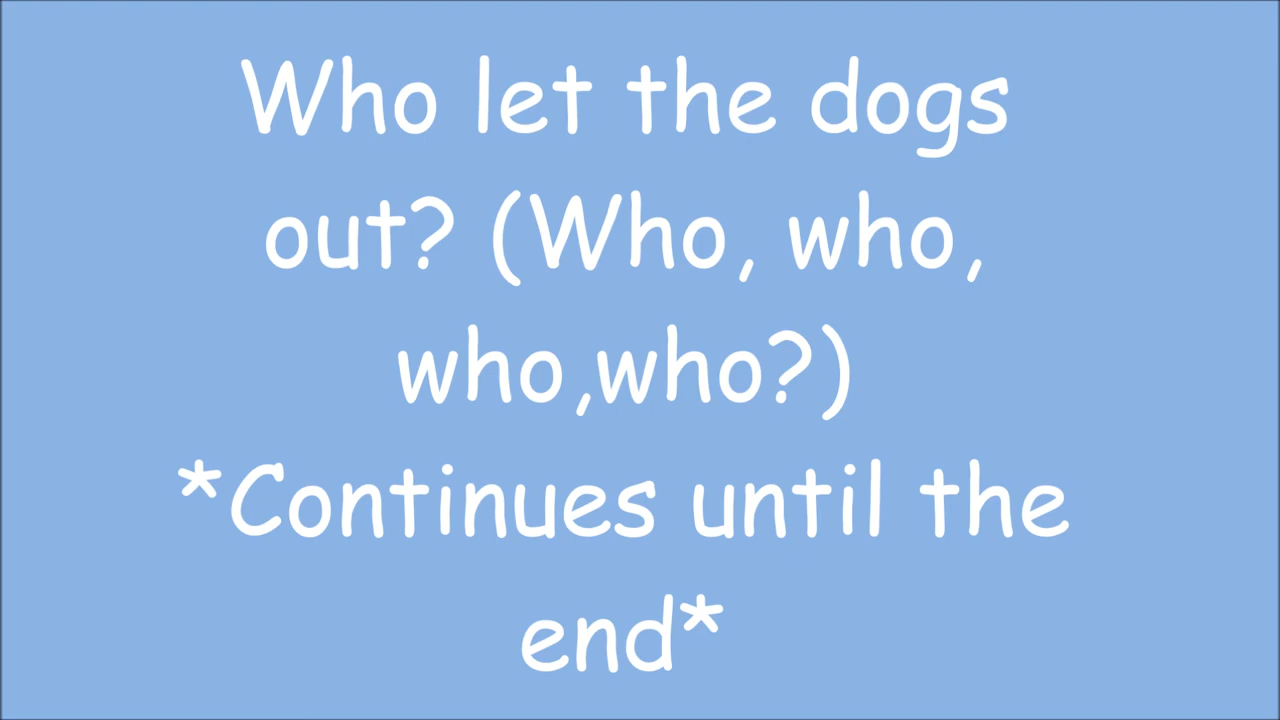 Who let the dogs
out? (Who, who,
who,who?)
*Continues until the
end*